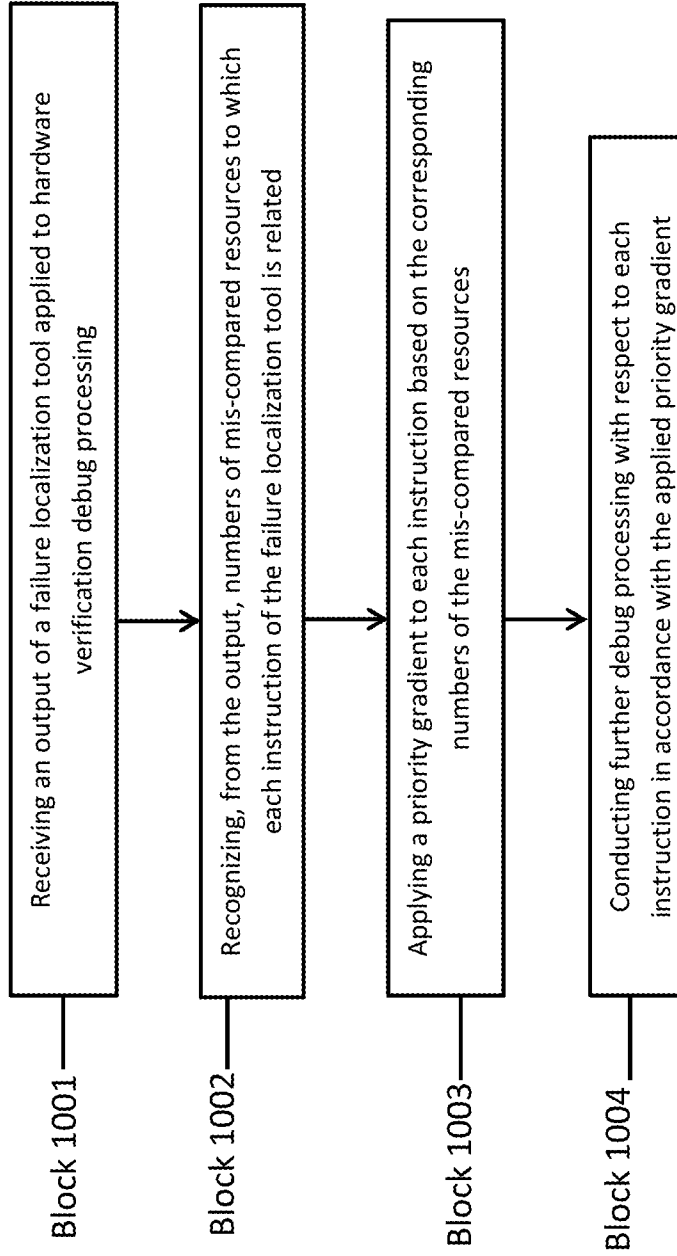 Block 1001
Receiving an output of a failure localization tool applied to hardware
verification debug processing
Block 1002
Recognizing, from the output, numbers of mis-compared resources to which
each instruction of the failure localization tool is related
Block 1003
Applying a priority gradient to each instruction based on the corresponding
numbers of the mis-compared resources
Block 1004
Conducting further debug processing with respect to each
instruction in accordance with the applied priority gradient